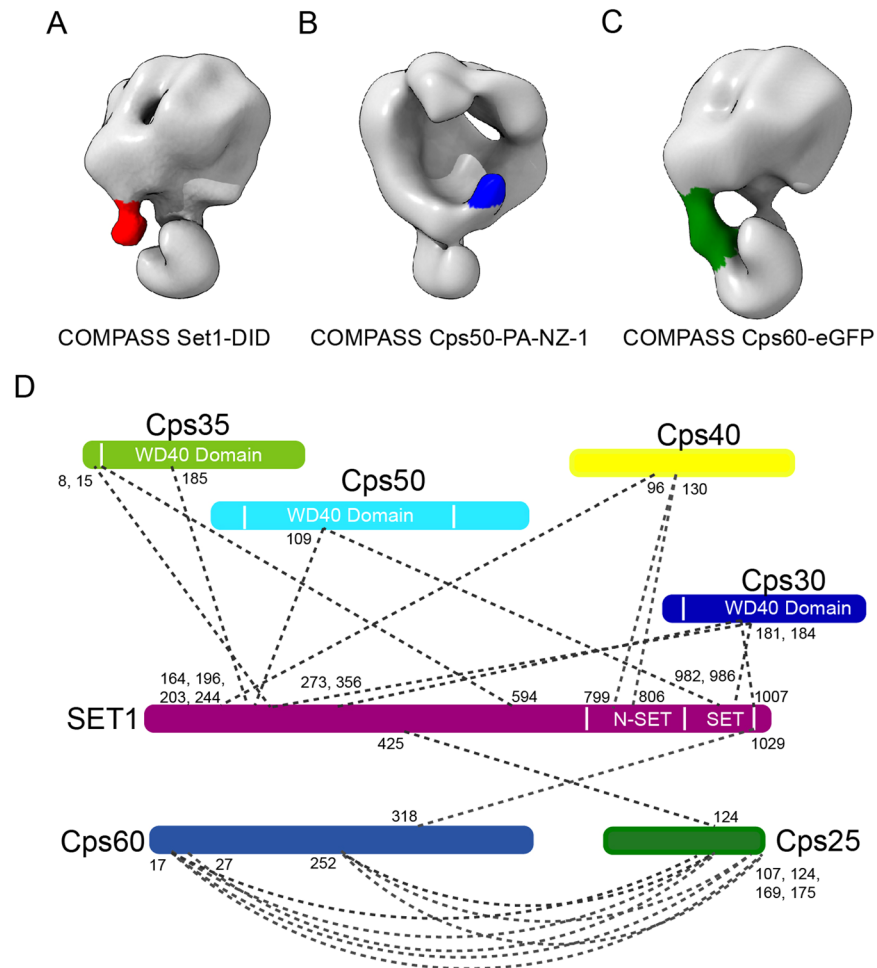 A
B
C
COMPASS Set1-DID
COMPASS Cps50-PA-NZ-1
COMPASS Cps60-eGFP
D
Cps35
WD40 Domain
8, 15
185
Cps40
96
130
Cps50
WD40 Domain
109
Cps30
WD40 Domain
181, 184
164, 196,
203, 244
273, 356
594
799
806
982, 986
1007
SET1
N-SET
SET
425
1029
318
124
Cps60
Cps25
17
27
252
107, 124,
169, 175